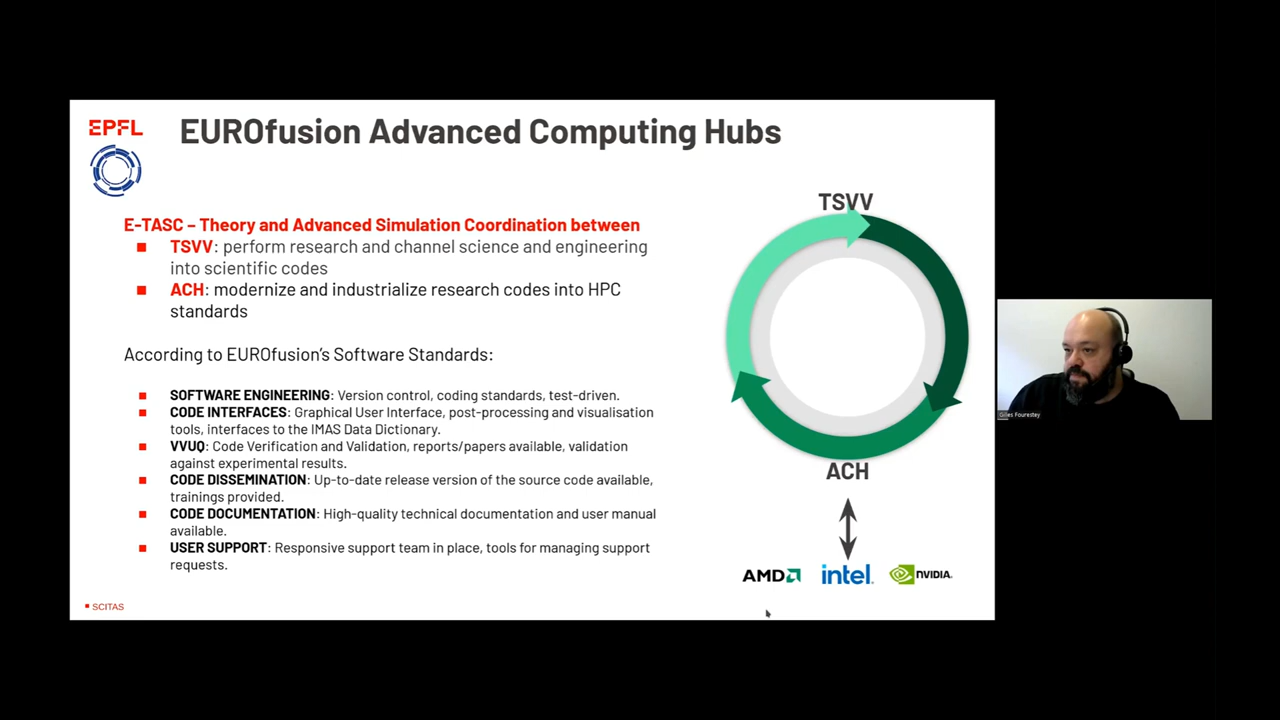 EPFL
EUROfusion Advanced Computing Hubs
E-TASC – Theory and Advanced Simulation Coordination between
TSVV: perform research and channel science and engineering
into scientific codes
ACH: modernize and industrialize research codes into HPC
standards
According to EUROfusion's Software Standards:
SOFTWARE ENGINEERING: Version control, coding standards, test-driven.
CODE INTERFACES: Graphical User Interface, post-processing and visualisation
tools, interfaces to the IMAS Data Dictionary.
VVUQ: Code Verification and Validation, reports/papers available, validation
against experimental results.
CODE DISSEMINATION: Up-to-date release version of the source code available,
trainings provided.
CODE DOCUMENTATION: High-quality technical documentation and user manual
available.
USER SUPPORT: Responsive support team in place, tools for managing support
requests.
SCITAS
TSVV
ACH
AMD
intel.
NVIDIA.
Gilles Fourestey